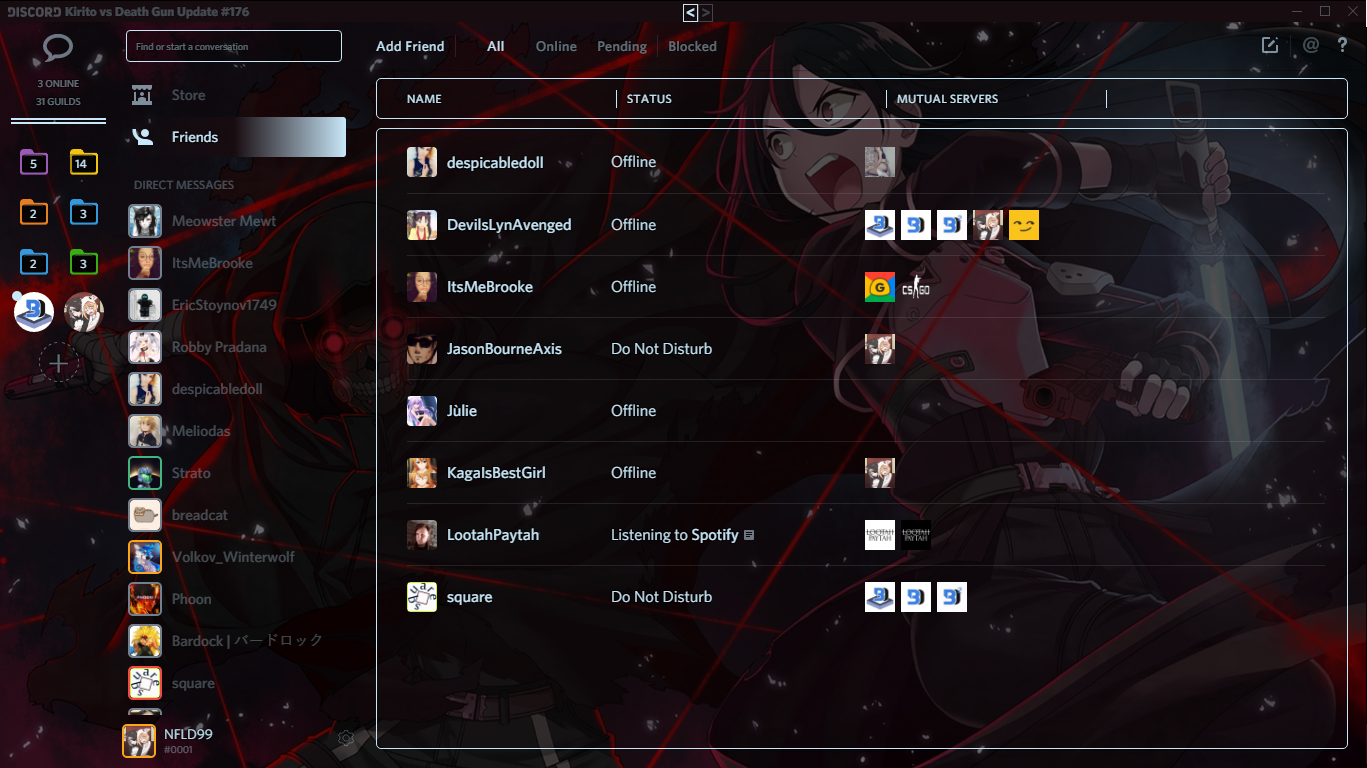 DISCORD Kirito vs Death Gun Update #176
< >
3 ONLINE
31 GUILDS
5
14
2
3
2
3
Find or start a conversation
Store
Friends
DIRECT MESSAGES
Meowster Mewt
ItsMeBrooke
EricStoynov1749
Robby Pradana
despicabledoll
Meliodas
Strato
breadcat
Volkov_Winterwolf
Phoon
Bardock | バードロック
square
NFLD99
#0001
Add Friend All Online Pending Blocked
@ ?
NAME STATUS MUTUAL SERVERS
despicabledoll Offline
DevilsLynAvenged Offline
ItsMeBrooke Offline G CS GO
JasonBourneAxis Do Not Disturb
Jùlie Offline
KagaIsBestGirl Offline
LootahPaytah Listening to Spotify LOOTAH PAYTAH LOOTAH PAYTAH
square Do Not Disturb